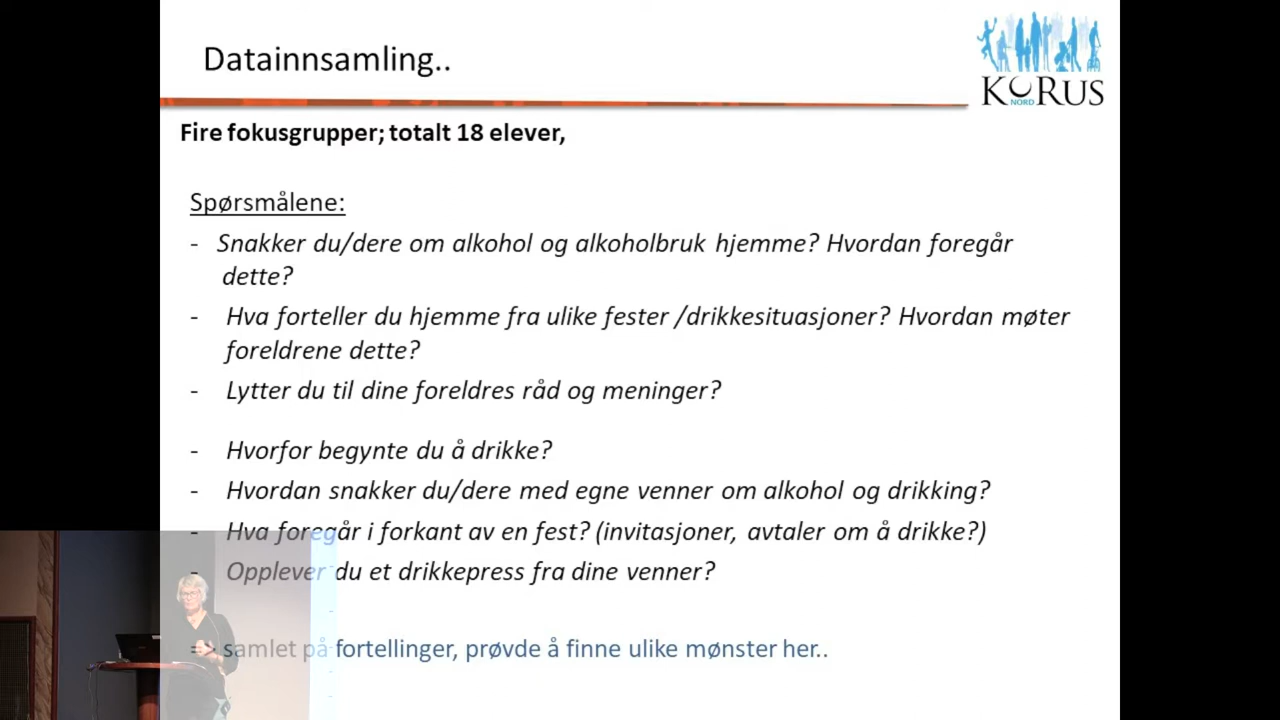 Datainnsamling..
KoRUS
NORD
Fire fokusgrupper; totalt 18 elever,
Spørsmålene:
- Snakker du/dere om alkohol og alkoholbruk hjemme? Hvordan foregår
dette?
- Hva forteller du hjemme fra ulike fester /drikkesituasjoner? Hvordan møter
foreldrene dette?
- Lytter du til dine foreldres råd og meninger?
- Hvorfor begynte du å drikke?
- Hvordan snakker du/dere med egne venner om alkohol og drikking?
- Hva foregår i forkant av en fest? (invitasjoner, avtaler om å drikke?)
- Opplever du et drikkepress fra dine venner?
=> samlet på fortellinger, prøvde å finne ulike mønster her..